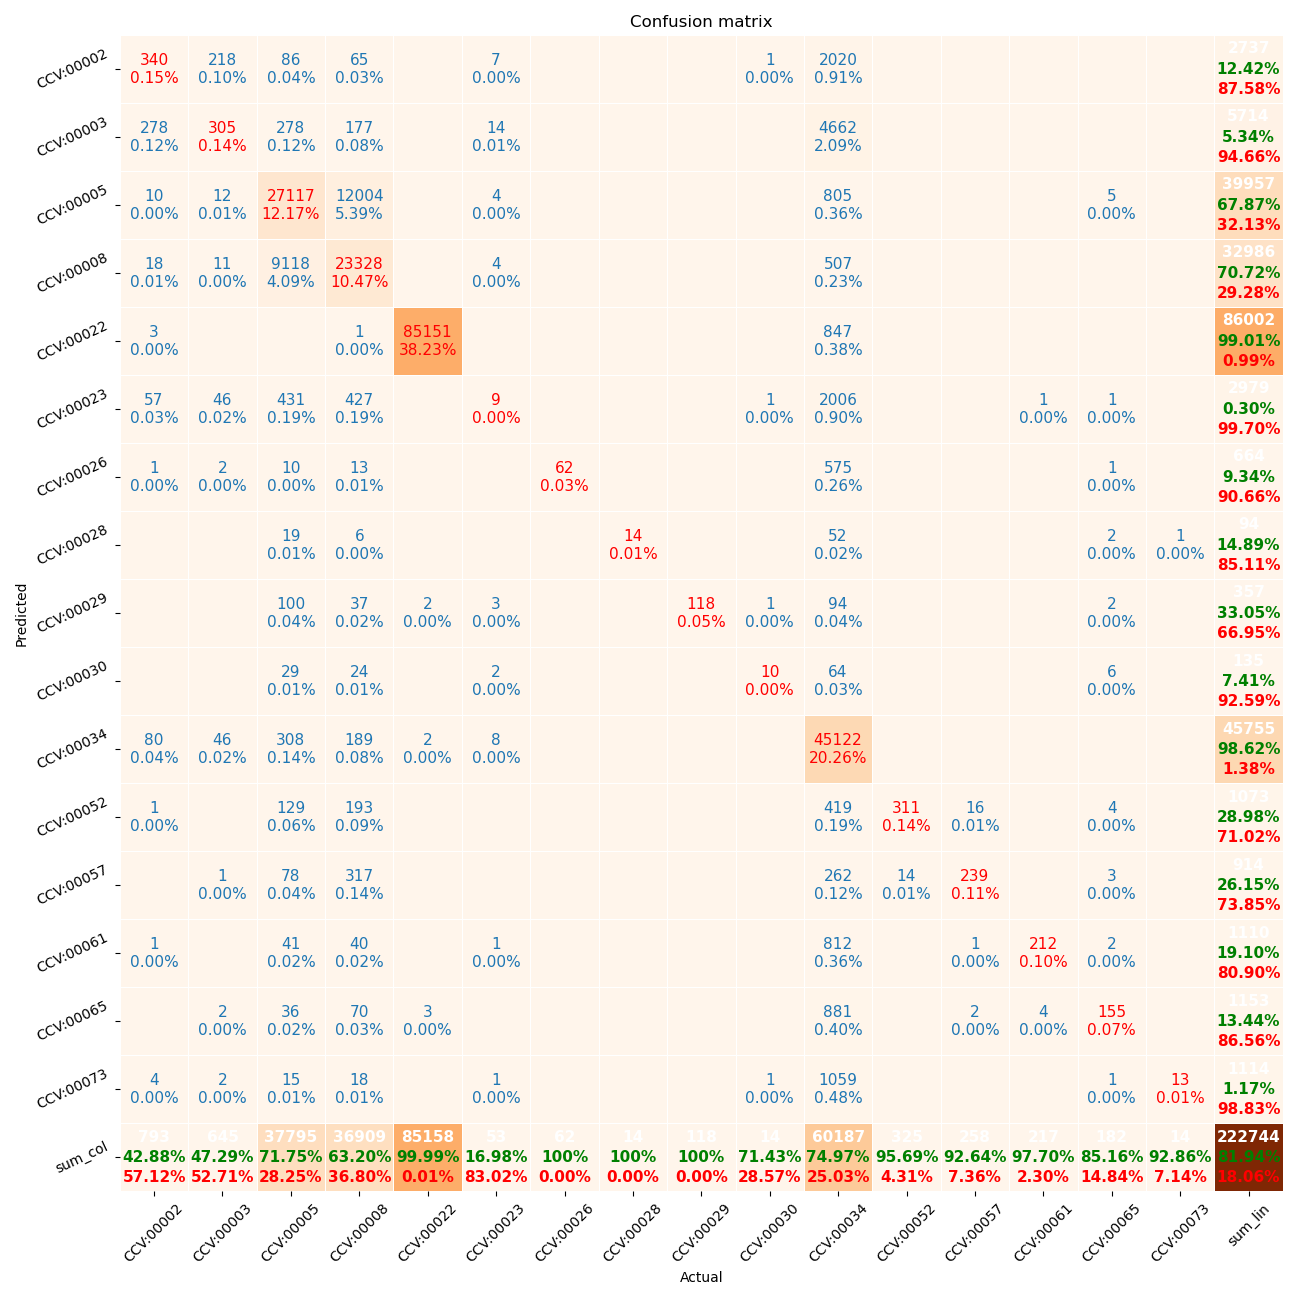 Confusion matrix
CCV:00002 340 218 86 65 7 1 2020 2737
0.15% 0.10% 0.04% 0.03% 0.00% 0.00% 0.91% 12.42%
87.58%
CCV:00003 278 305 278 177 14 4662 5714
0.12% 0.14% 0.12% 0.08% 0.01% 2.09% 5.34%
94.66%
CCV:00005 10 12 27117 12004 4 805 5 39957
0.00% 0.01% 12.17% 5.39% 0.00% 0.36% 0.00% 67.87%
32.13%
CCV:00008 18 11 9118 23328 4 507 32986
0.01% 0.00% 4.09% 10.47% 0.00% 0.23% 70.72%
29.28%
CCV:00022 3 1 85151 847 86002
0.00% 0.00% 38.23% 0.38% 99.01%
0.99%
CCV:00023 57 46 431 427 9 1 2006 1 1 2979
0.03% 0.02% 0.19% 0.19% 0.00% 0.00% 0.90% 0.00% 0.00% 0.30%
99.70%
CCV:00026 1 2 10 13 62 575 1 664
0.00% 0.00% 0.00% 0.01% 0.03% 0.26% 0.00% 9.34%
90.66%
CCV:00028 19 6 14 52 2 1 94
0.01% 0.00% 0.01% 0.02% 0.00% 0.00% 14.89%
85.11%
CCV:00029 100 37 2 3 118 1 94 2 357
0.04% 0.02% 0.00% 0.00% 0.05% 0.00% 0.04% 0.00% 33.05%
66.95%
Predicted
CCV:00030 29 24 2 10 64 6 135
0.01% 0.01% 0.00% 0.00% 0.03% 0.00% 7.41%
92.59%
CCV:00034 80 46 308 189 2 8 45122 45755
0.04% 0.02% 0.14% 0.08% 0.00% 0.00% 20.26% 98.62%
1.38%
CCV:00052 1 129 193 419 311 16 4 1073
0.00% 0.06% 0.09% 0.19% 0.14% 0.01% 0.00% 28.98%
71.02%
CCV:00057 1 78 317 262 14 239 3 914
0.00% 0.04% 0.14% 0.12% 0.01% 0.11% 0.00% 26.15%
73.85%
CCV:00061 1 41 40 1 812 1 212 2 1110
0.00% 0.02% 0.02% 0.00% 0.36% 0.00% 0.10% 0.00% 19.10%
80.90%
CCV:00065 2 36 70 3 881 2 4 155 1153
0.00% 0.02% 0.03% 0.00% 0.40% 0.00% 0.00% 0.07% 13.44%
86.56%
CCV:00073 4 2 15 18 1 1 1059 1 13 1114
0.00% 0.00% 0.01% 0.01% 0.00% 0.00% 0.48% 0.00% 0.01% 1.17%
98.83%
sum_col 793 645 37795 36909 85158 53 62 14 118 14 60187 325 258 217 182 14 222744
42.88% 47.29% 71.75% 63.20% 99.99% 16.98% 100% 100% 100% 71.43% 74.97% 95.69% 92.64% 97.70% 85.16% 92.86% 81.94%
57.12% 52.71% 28.25% 36.80% 0.01% 83.02% 0.00% 0.00% 0.00% 28.57% 25.03% 4.31% 7.36% 2.30% 14.84% 7.14% 18.06%
CCV:00002 CCV:00003 CCV:00005 CCV:00008 CCV:00022 CCV:00023 CCV:00026 CCV:00028 CCV:00029 CCV:00030 CCV:00034 CCV:00052 CCV:00057 CCV:00061 CCV:00065 CCV:00073 sum_lin
Actual